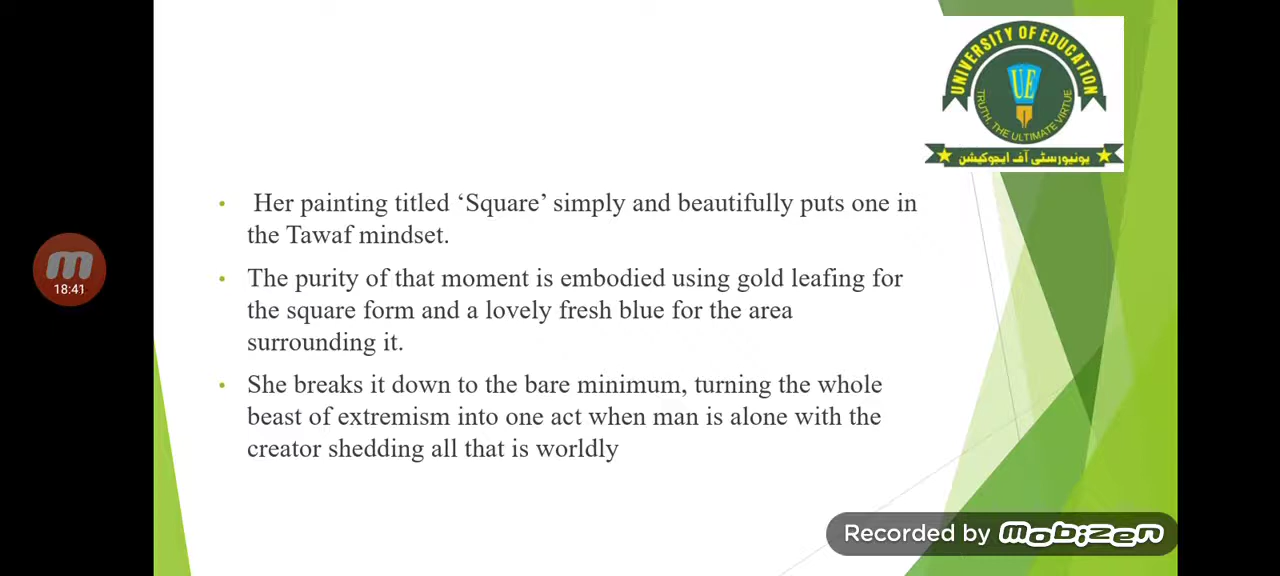 UNIVERSITY OF EDUCATION
UE
TRUTH, THE ULTIMATE VIRTUE
یونیورسٹی آف ایجوکیشن
• Her painting titled ‘Square’ simply and beautifully puts one in
the Tawaf mindset.
• The purity of that moment is embodied using gold leafing for
the square form and a lovely fresh blue for the area
surrounding it.
• She breaks it down to the bare minimum, turning the whole
beast of extremism into one act when man is alone with the
creator shedding all that is worldly
m
18:41
Recorded by mobizen